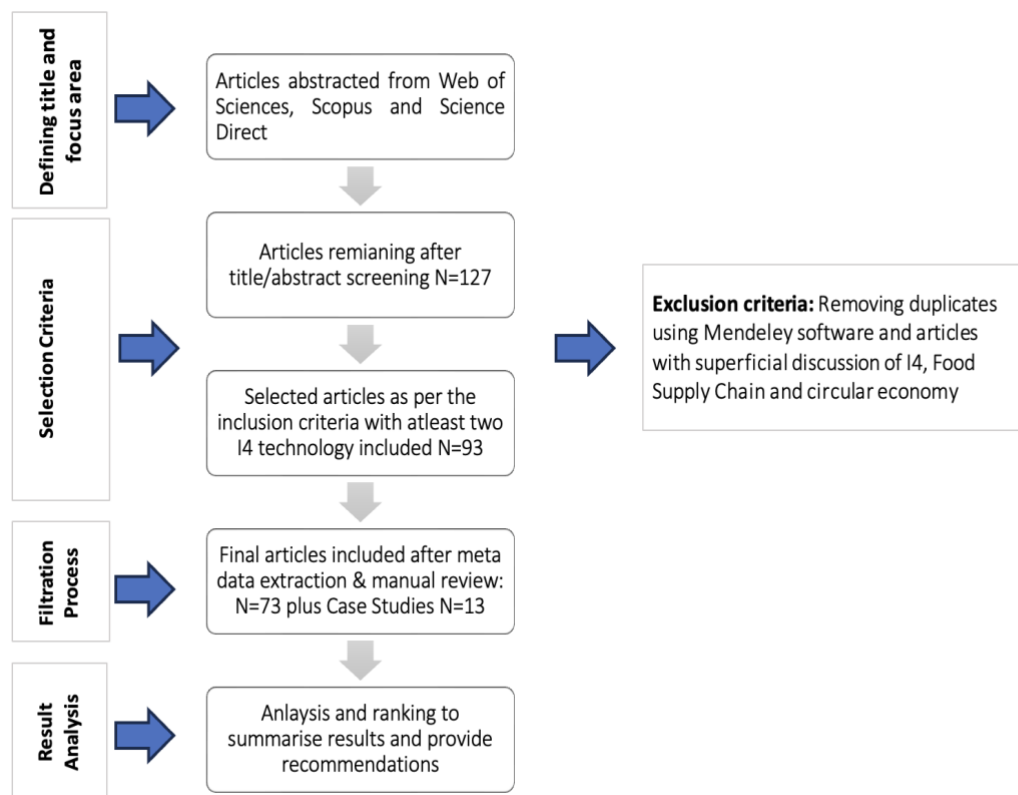 Defining title and
focus area
Articles abstracted from Web of
Sciences, Scopus and Science
Direct
Selection Criteria
Articles remianing after
title/abstract screening N=127
Selected articles as per the
inclusion criteria with atleast two
I4 technology included N=93
Exclusion criteria: Removing duplicates
using Mendeley software and articles
with superficial discussion of I4, Food
Supply Chain and circular economy
Filtration
Process
Final articles included after meta
data extraction & manual review:
N=73 plus Case Studies N=13
Result
Analysis
Anlaysis and ranking to
summarise results and provide
recommendations